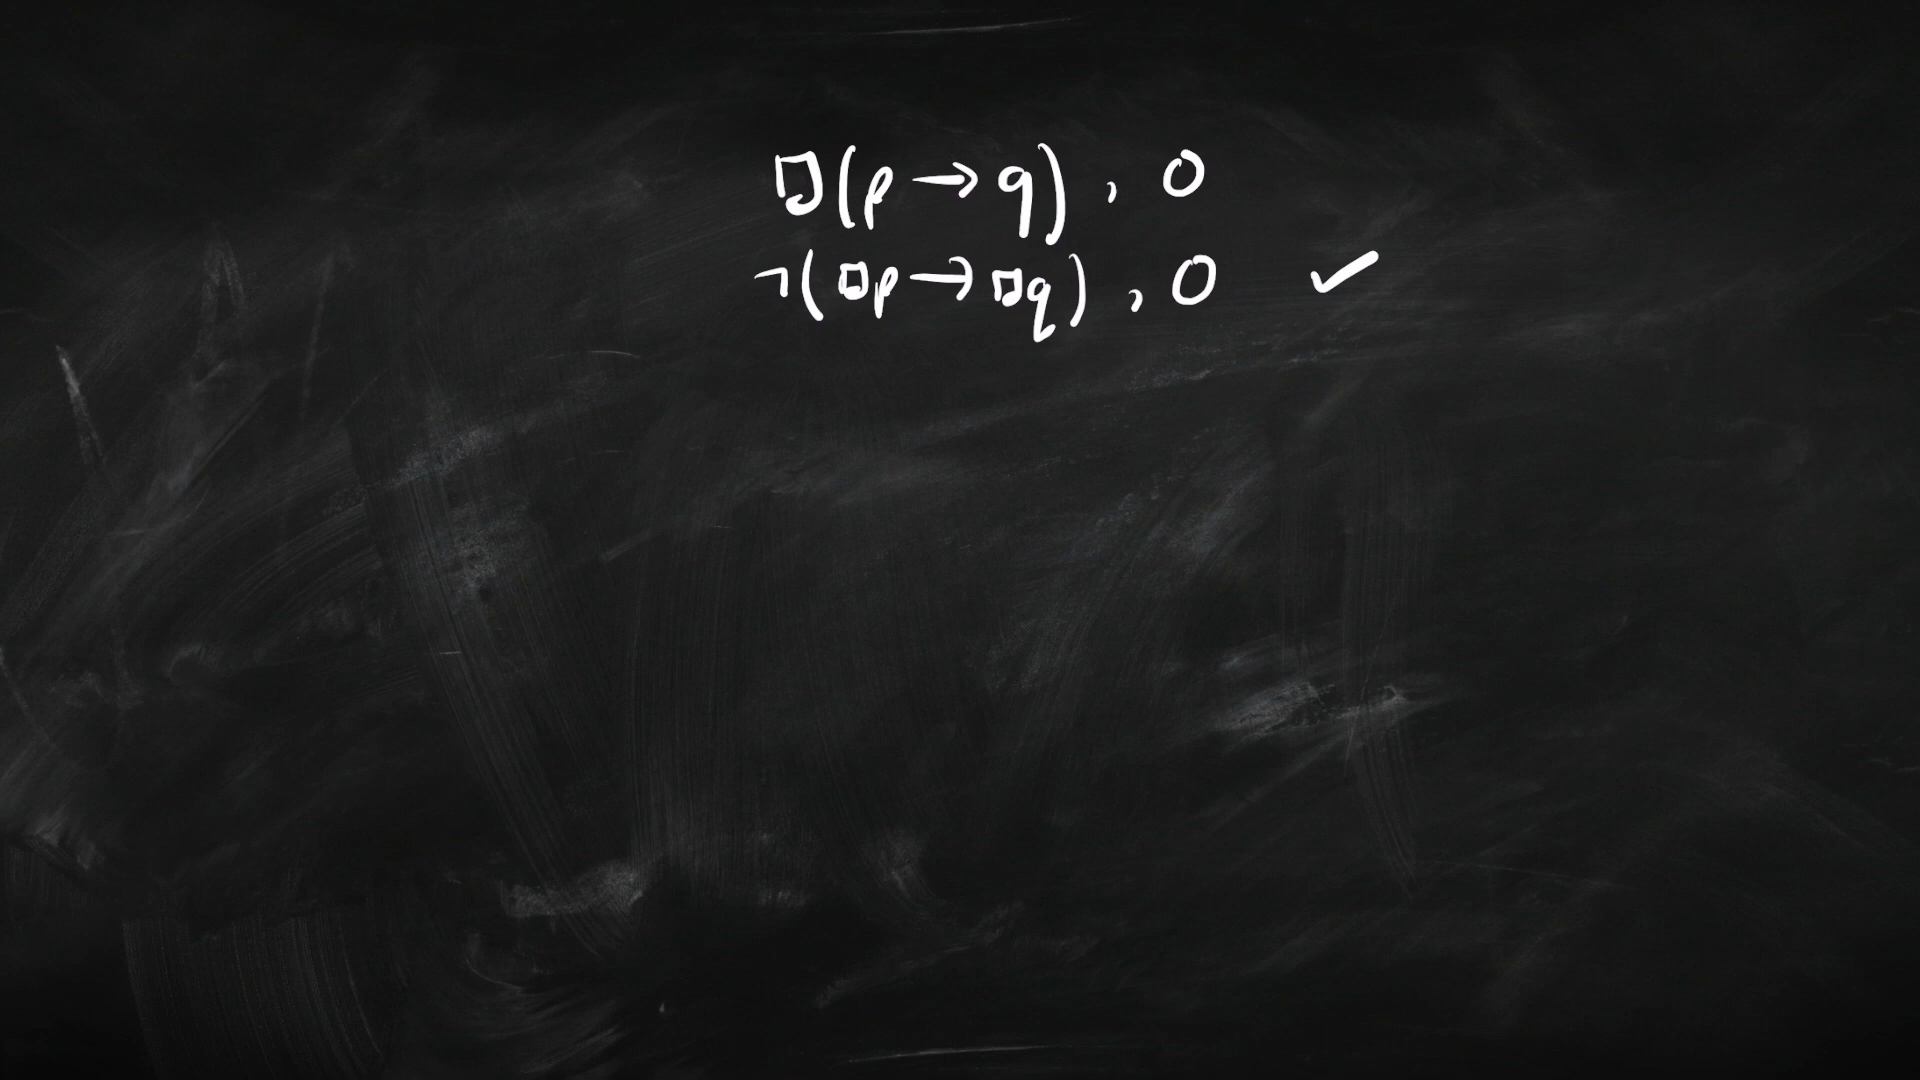 □(p→q), 0
¬(□p→□q), 0 ✓